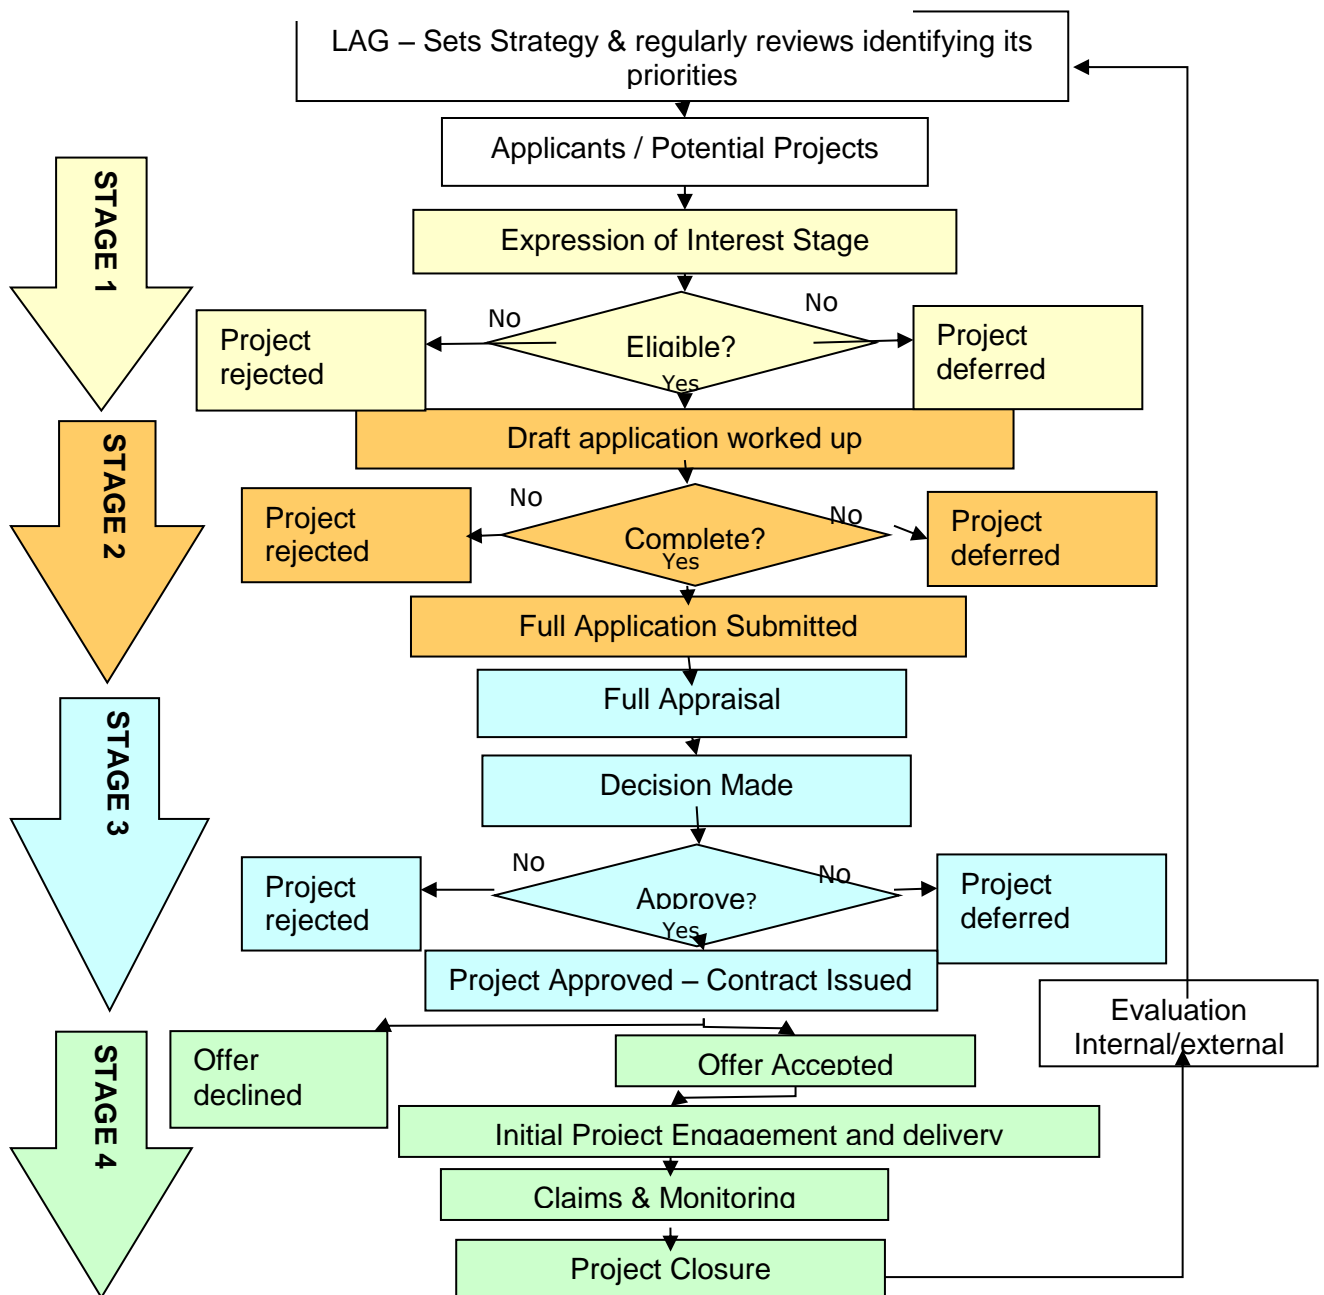 LAG – Sets Strategy & regularly reviews identifying its
priorities
Applicants / Potential Projects
STAGE 1
Expression of Interest Stage
No
No
Project
rejected
Eligible?
Project
deferred
Yes
STAGE 2
Draft application worked up
No
No
Project
rejected
Complete?
Project
deferred
Yes
Full Application Submitted
STAGE 3
Full Appraisal
Decision Made
No
No
Project
rejected
Approve?
Project
deferred
Yes
Project Approved – Contract Issued
Evaluation
Internal/external
STAGE 4
Offer
declined
Offer Accepted
Initial Project Engagement and delivery
Claims & Monitoring
Project Closure